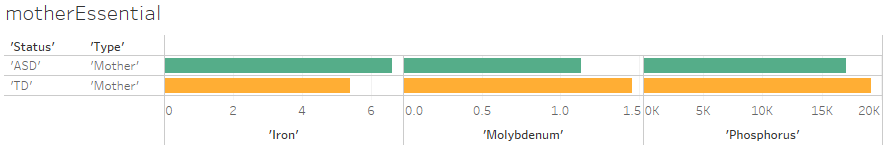 motherEssential
'Status' 'Type'
'ASD' 'Mother'
'TD' 'Mother'
0 2 4 6 0.0 0.5 1.0 1.5 0K 5K 10K 15K 20K
'Iron' 'Molybdenum' 'Phosphorus'